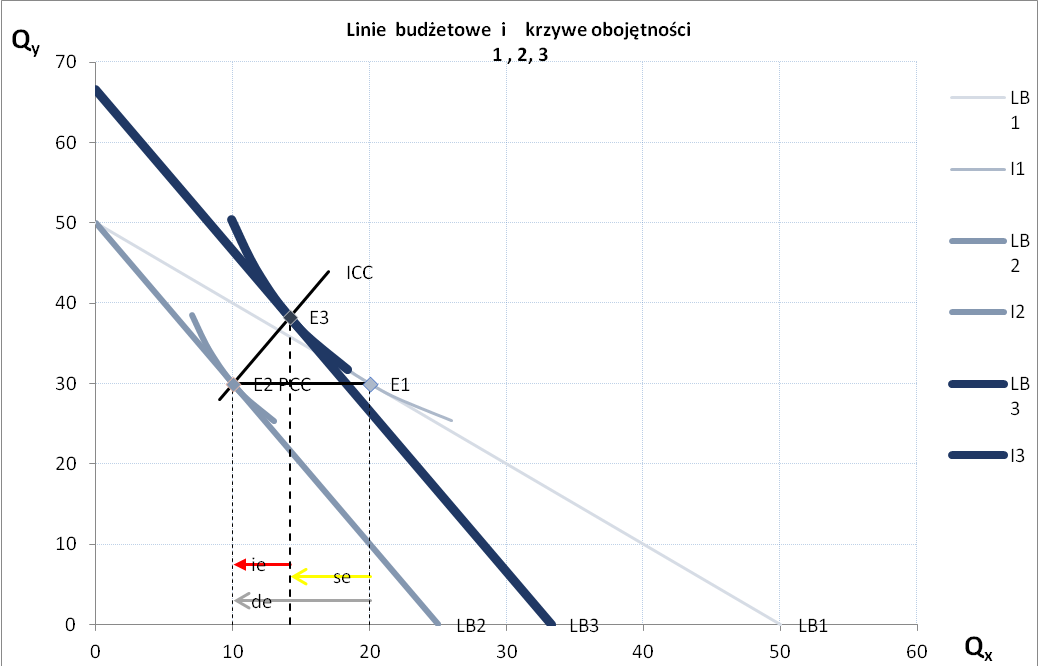 Linie budżetowe i krzywe obojętności
1 , 2, 3
Qy
70
60
50
40
30
20
10
0
ICC
E3
E2 PCC
E1
ie
se
de
LB2
LB3
LB1
0
10
20
30
40
50
60
Qx
LB
1
I1
LB
2
I2
LB
3
I3